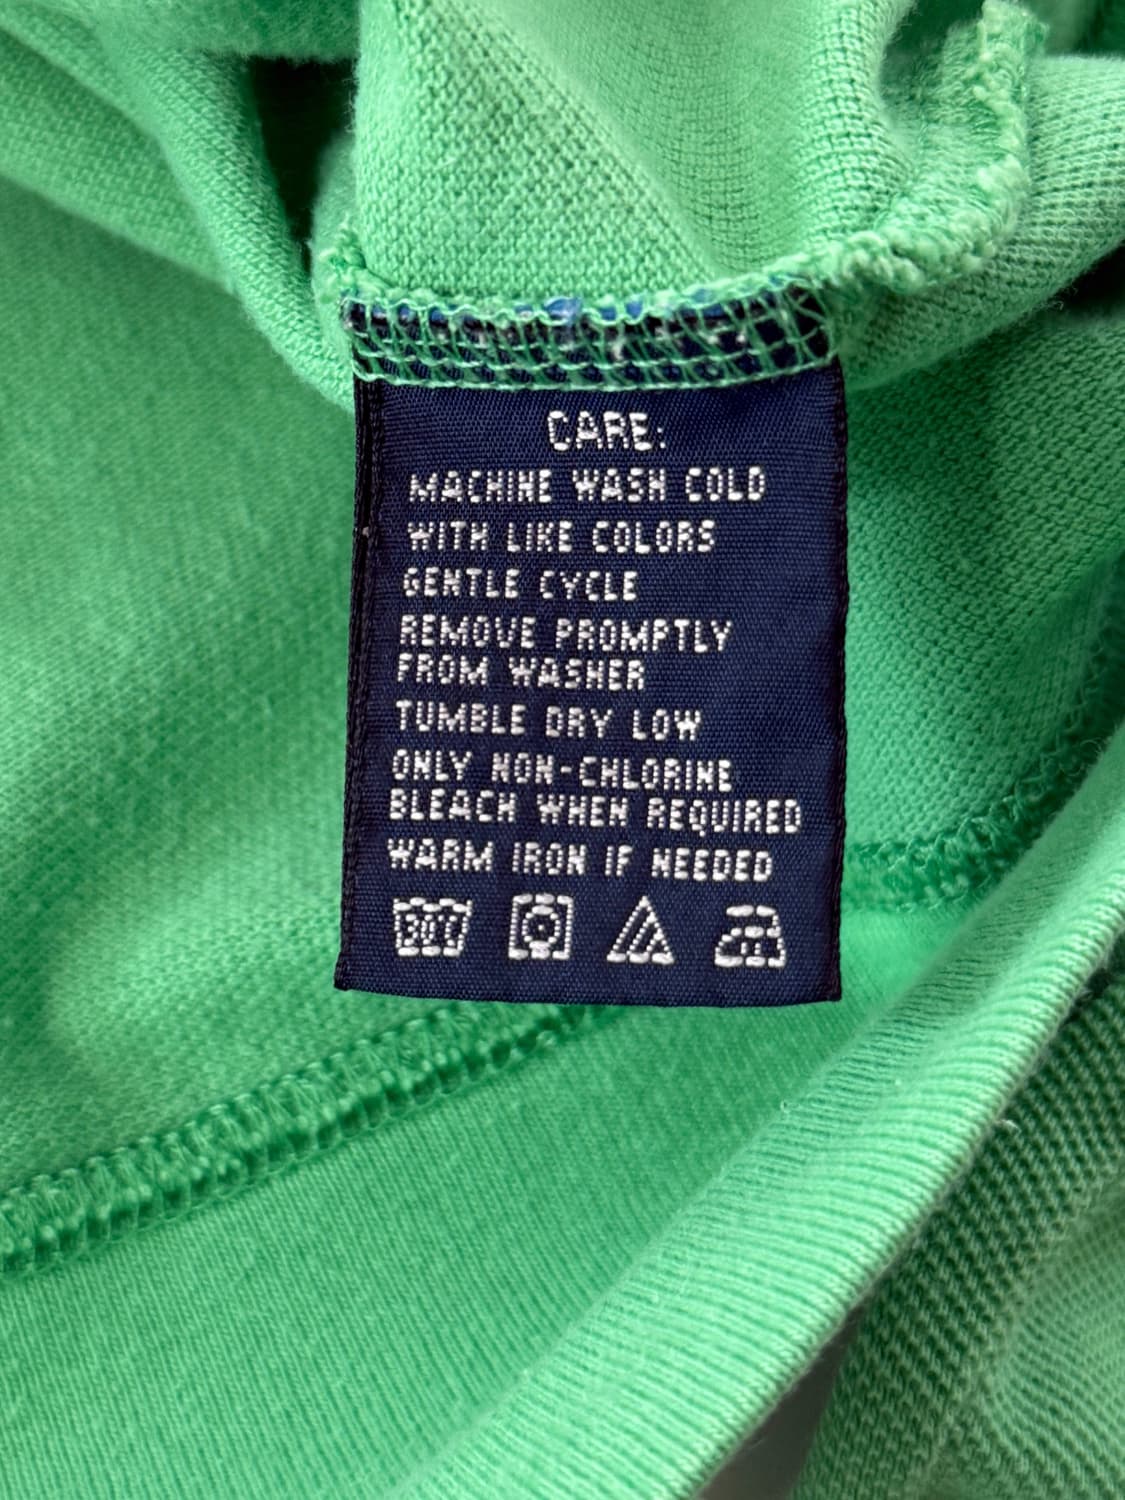 CARE:
MACHINE WASH COLD
WITH LIKE COLORS
GENTLE CYCLE
REMOVE PROMPTLY
FROM WASHER
TUMBLE DRY LOW
ONLY NON-CHLORINE
BLEACH WHEN REQUIRED
WARM IRON IF NEEDED